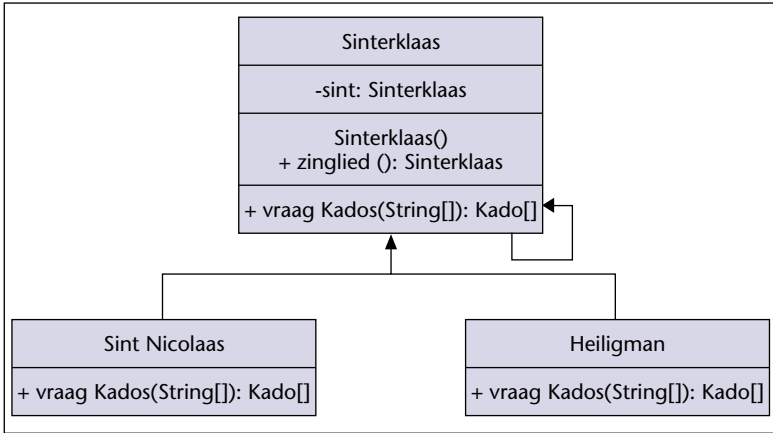 Sinterklaas
-sint: Sinterklaas
Sinterklaas()
+ zinglied (): Sinterklaas
+ vraag Kados(String[]): Kado[]
Sint Nicolaas
+ vraag Kados(String[]): Kado[]
Heiligman
+ vraag Kados(String[]): Kado[]